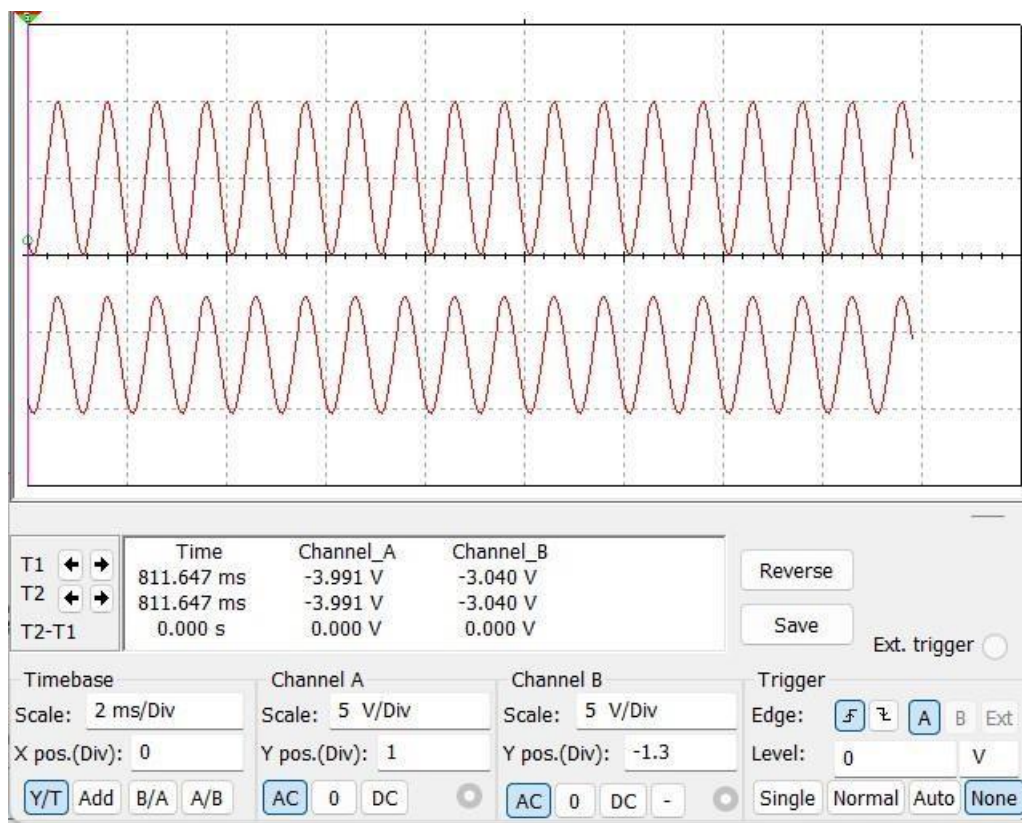 Time Channel_A Channel_B
T1 811.647 ms -3.991 V -3.040 V
T2 811.647 ms -3.991 V -3.040 V
T2-T1 0.000 s 0.000 V 0.000 V
Reverse
Save
Ext. trigger
Timebase
Scale: 2 ms/Div
X pos.(Div): 0
Y/T Add B/A A/B
Channel A
Scale: 5 V/Div
Y pos.(Div): 1
AC 0 DC
Channel B
Scale: 5 V/Div
Y pos.(Div): -1.3
AC 0 DC -
Trigger
Edge: A B Ext
Level: 0 V
Single Normal Auto None